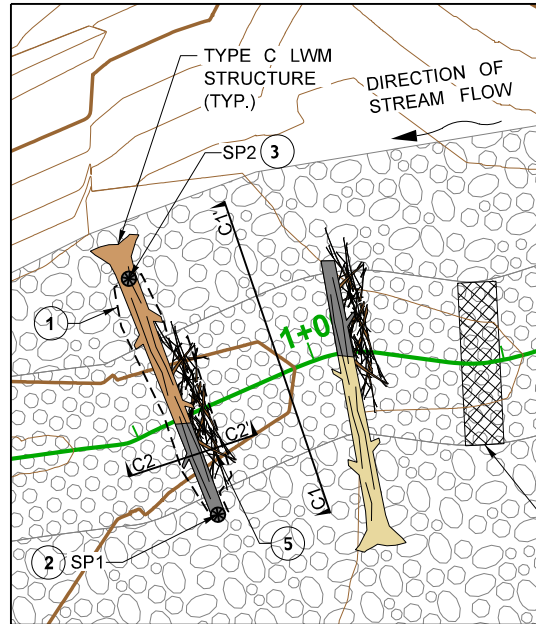 TYPE C LWM
STRUCTURE
(TYP.)
DIRECTION OF
STREAM FLOW
SP2 3
C1'
1
1+0
C2'
C2
C1
5
2 SP1